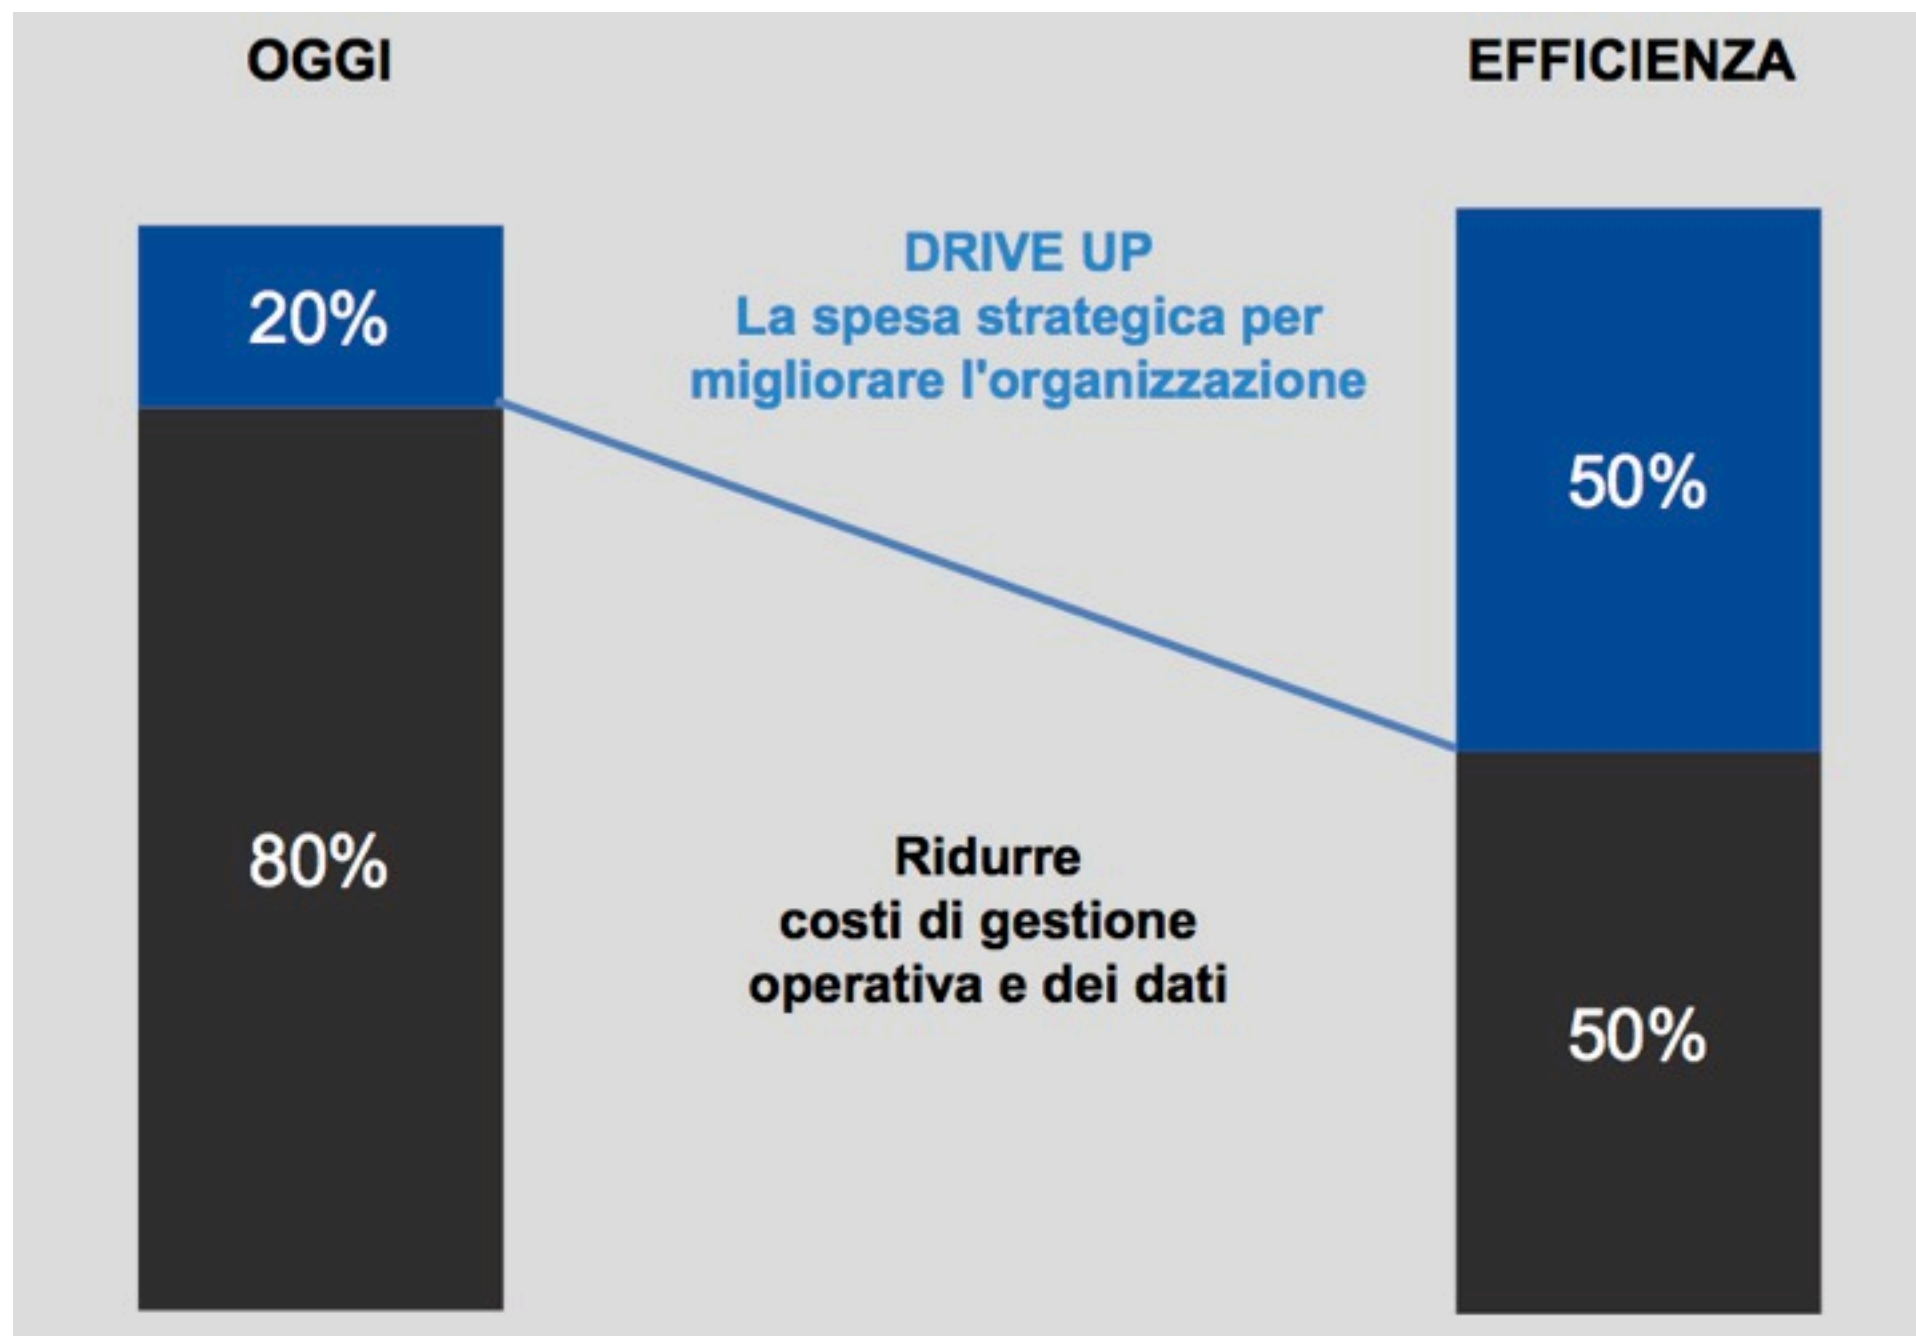 OGGI
EFFICIENZA
20%
80%
DRIVE UP
La spesa strategica per
migliorare l'organizzazione
Ridurre
costi di gestione
operativa e dei dati
50%
50%